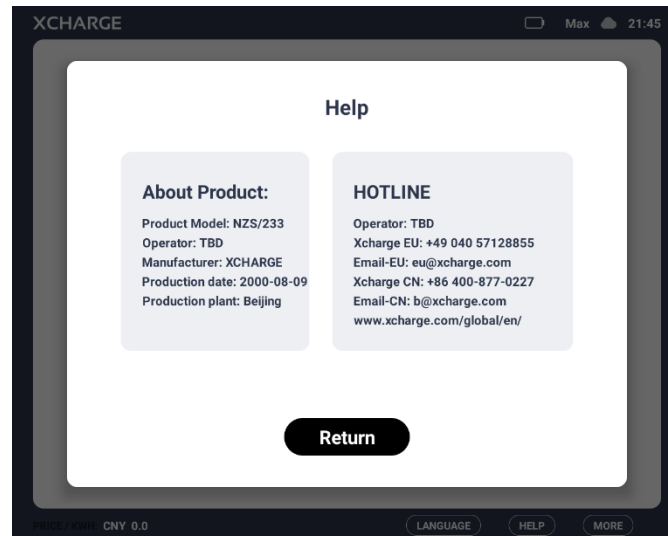 XCHARGE
Max 21:45
Help
About Product:
Product Model: NZS/233
Operator: TBD
Manufacturer: XCHARGE
Production date: 2000-08-09
Production plant: Beijing
HOTLINE
Operator: TBD
Xcharge EU: +49 040 57128855
Email-EU: eu@xcharge.com
Xcharge CN: +86 400-877-0227
Email-CN: b@xcharge.com
www.xcharge.com/global/en/
Return
PRICE / KWH: CNY 0.0
LANGUAGE HELP MORE